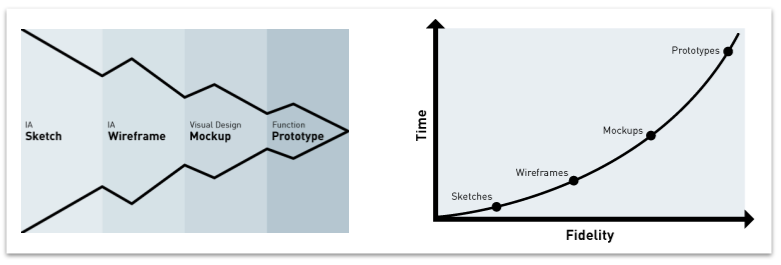 IA
Sketch
IA
Wireframe
Visual Design
Mockup
Function
Prototype
Time
Prototypes
Mockups
Wireframes
Sketches
Fidelity